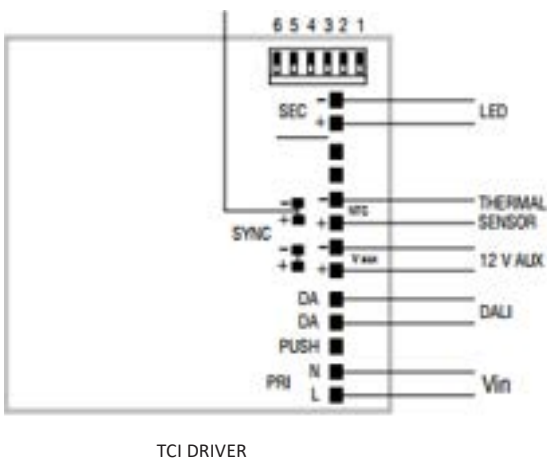 6 5 4 3 2 1
SEC - LED
+
- THERMAL
NTC
+ SENSOR
SYNC - +
- V aux 12 V AUX
+ - +
DA DALI
DA
PUSH
PRI N Vin
L
TCI DRIVER